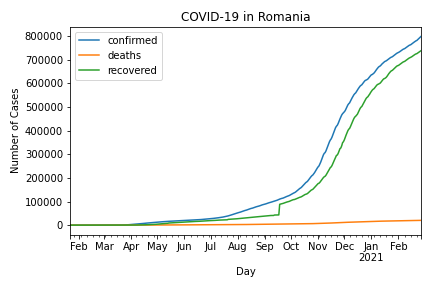 COVID-19 in Romania
confirmed
deaths
recovered
Number of Cases
800000
700000
600000
500000
400000
300000
200000
100000
0
Feb Mar Apr May Jun Jul Aug Sep Oct Nov Dec Jan Feb
2021
Day